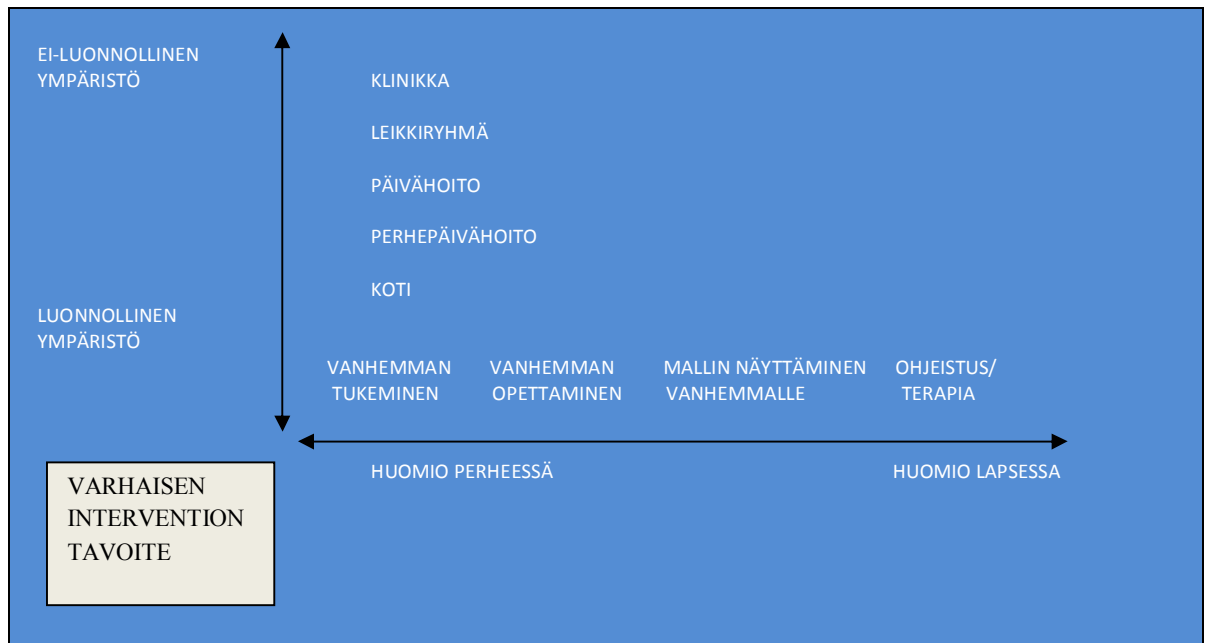 EI-LUONNOLLINEN
YMPÄRISTÖ
KLINIKKA
LEIKKIRYHMÄ
PÄIVÄHOITO
PERHEPÄIVÄHOITO
KOTI
LUONNOLLINEN
YMPÄRISTÖ
VANHEMMAN VANHEMMAN MALLIN NÄYTTÄMINEN OHJEISTUS/
TUKEMINEN OPETTAMINEN VANHEMMALLE TERAPIA
HUOMIO PERHEESSÄ HUOMIO LAPSESSA
VARHAISEN
INTERVENTION
TAVOITE